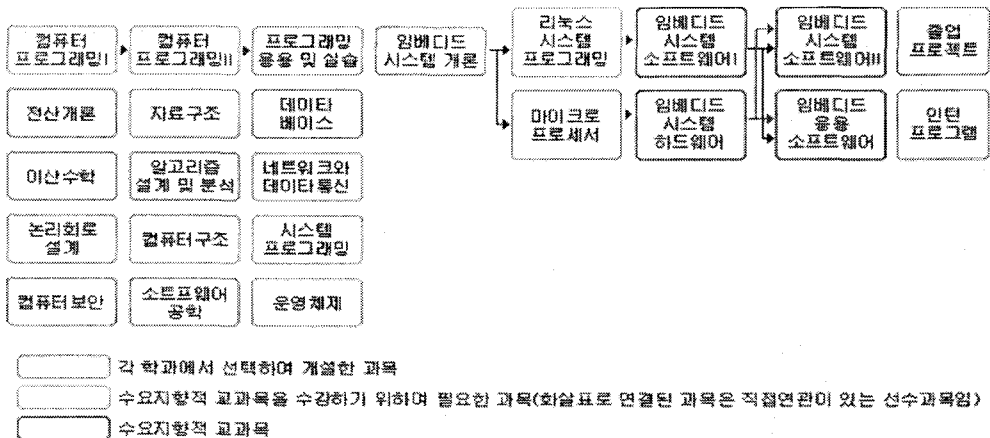 컴퓨터
프로그래밍I
컴퓨터
프로그래밍II
프로그래밍
응용 및 실습
임베디드
시스템 개론
리눅스
시스템
프로그래밍
임베디드
시스템
소프트웨어I
임베디드
시스템
소프트웨어II
졸업
프로젝트
전산개론
자료구조
데이타
베이스
마이크로
프로세서
임베디드
시스템
하드웨어
임베디드
응용
소프트웨어
인턴
프로그램
이산수학
알고리즘
설계 및 분석
네트워크와
데이타통신
논리회로
설계
컴퓨터구조
시스템
프로그래밍
컴퓨터보안
소트프웨어
공학
운영체제
각 학과에서 선택하여 개설한 과목
수요지향적 교과목을 수강하기 위하여 필요한 과목(화살표로 연결된 과목은 직접연관이 있는 선수과목임)
수요지향적 교과목